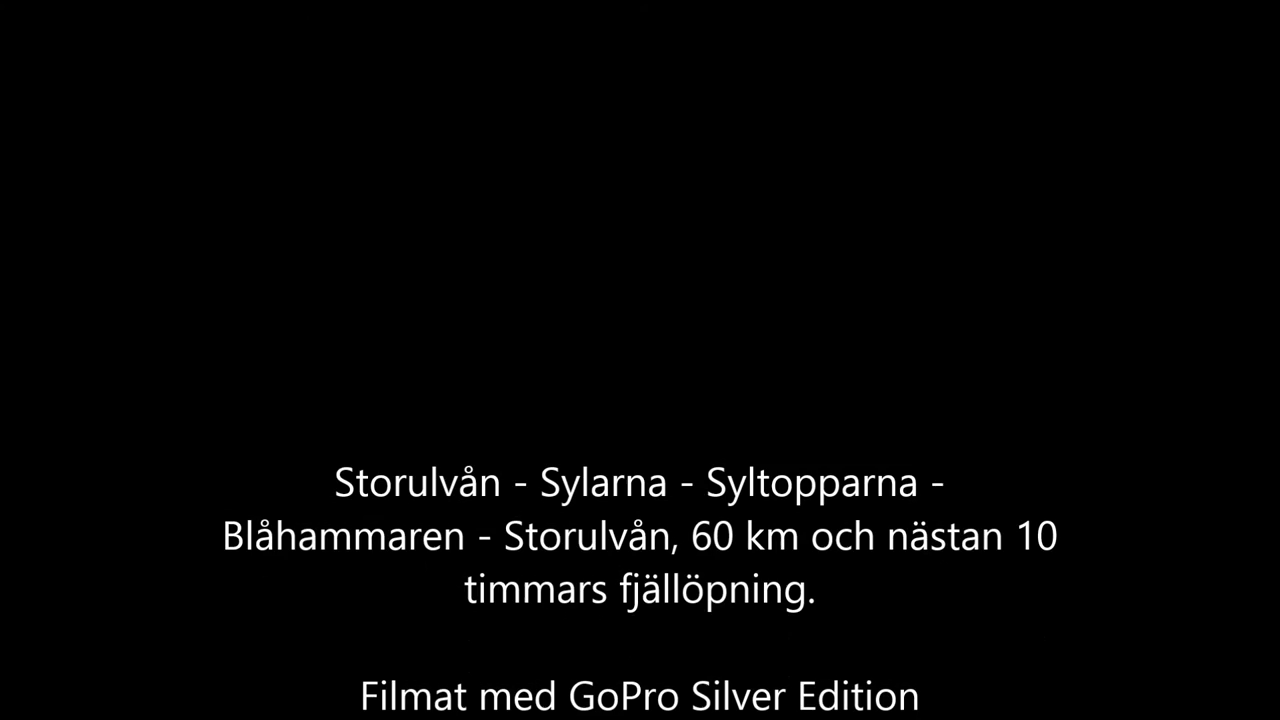 Storulvån - Sylarna - Syltopparna -
Blåhammaren - Storulvån, 60 km och nästan 10
timmars fjällöpning.
Filmat med GoPro Silver Edition